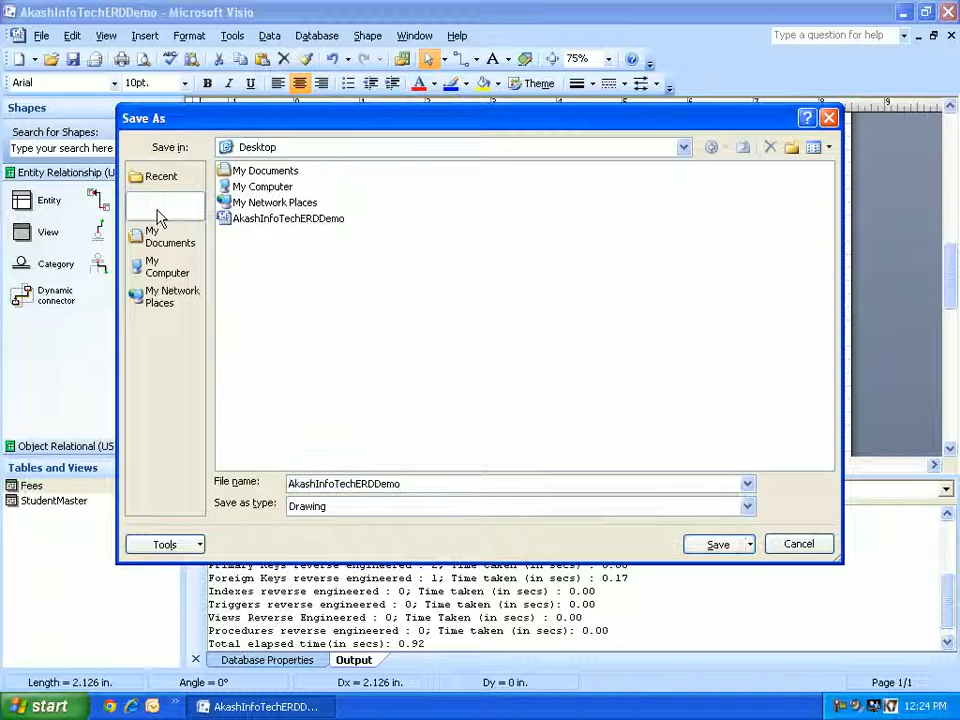 AkashInfoTechERDDemo - Microsoft Visio
File Edit View Insert Format Tools Data Database Shape Window Help
Type a question for help
75%
Arial 10pt. B I U A Theme
Shapes
Search for Shapes:
Type your search here
Entity Relationship (U
Entity
View
Category
Dynamic connector
Object Relational (US
Tables and Views
Fees
StudentMaster
Save As
Save in: Desktop
Recent
My Documents
My Computer
My Network Places
My Documents
My Computer
My Network Places
AkashInfoTechERDDemo
File name: AkashInfoTechERDDemo
Save as type: Drawing
Tools Save Cancel
Foreign Keys reverse engineered : 1; Time taken (in secs) : 0.17
Indexes reverse engineered : 0; Time taken (in secs) : 0.00
Triggers reverse engineered : 0; Time taken (in secs): 0.00
Views Reverse Engineered : 0; Time Taken (in secs) : 0.00
Procedures reverse engineered : 0; Time taken (in secs): 0.00
Total elapsed time(in secs): 0.92
Database Properties Output
Length = 2.126 in. Angle = 0° Dx = 2.126 in. Dy = 0 in. Page 1/1
start AkashInfoTechERDD... 12:24 PM